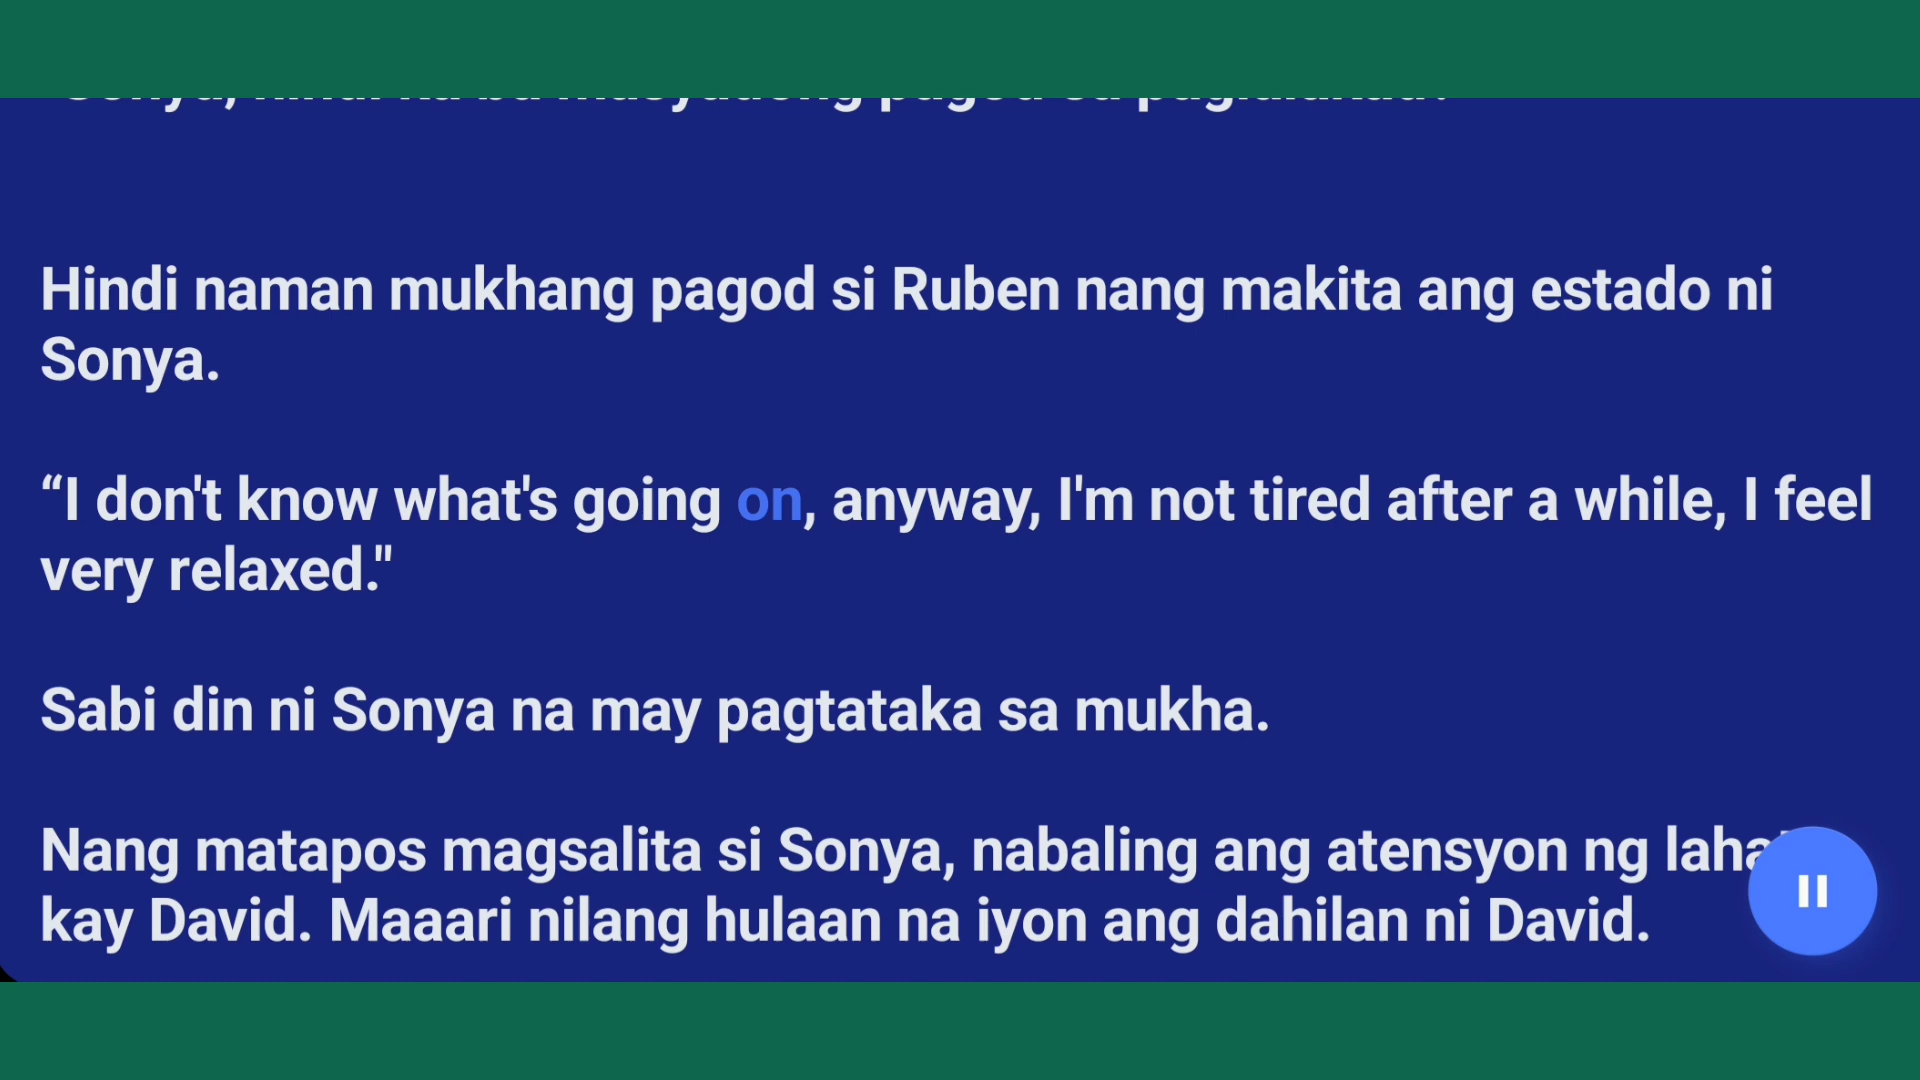 Hindi naman mukhang pagod si Ruben nang makita ang estado ni
Sonya.
“I don't know what's going on, anyway, I'm not tired after a while, I feel
very relaxed."
Sabi din ni Sonya na may pagtataka sa mukha.
Nang matapos magsalita si Sonya, nabaling ang atensyon ng
kay David. Maaari nilang hulaan na iyon ang dahilan ni David.